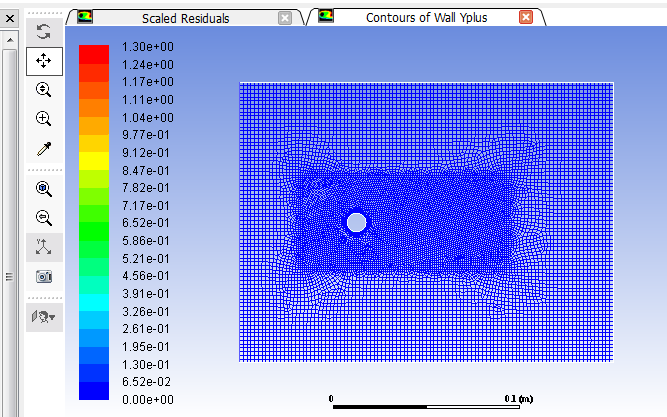 Scaled Residuals
Contours of Wall Yplus
1.30e+00
1.24e+00
1.17e+00
1.11e+00
1.04e+00
9.77e-01
9.12e-01
8.47e-01
7.82e-01
7.17e-01
6.52e-01
5.86e-01
5.21e-01
4.56e-01
3.91e-01
3.26e-01
2.61e-01
1.95e-01
1.30e-01
6.52e-02
0.00e+00
0 0.1 (m)